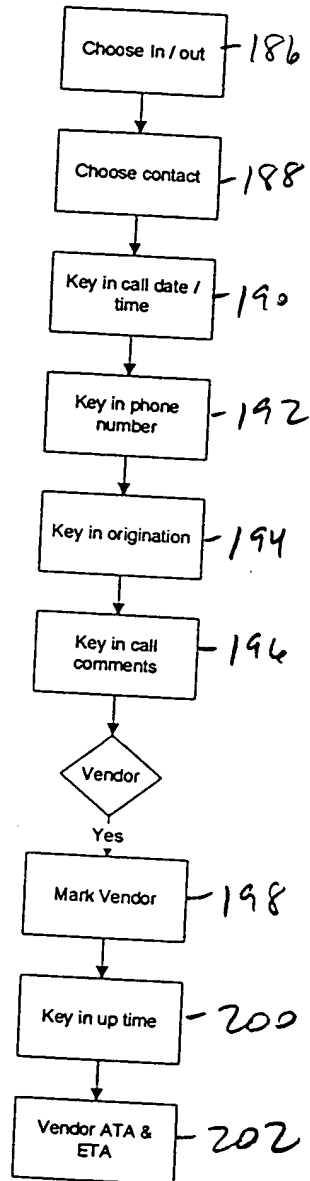 Choose In / out
186
Choose contact
188
Key in call date /
time
190
Key in phone
number
192
Key in origination
194
Key in call
comments
196
Vendor
Yes
Mark Vendor
198
Key in up time
200
Vendor ATA &
ETA
202